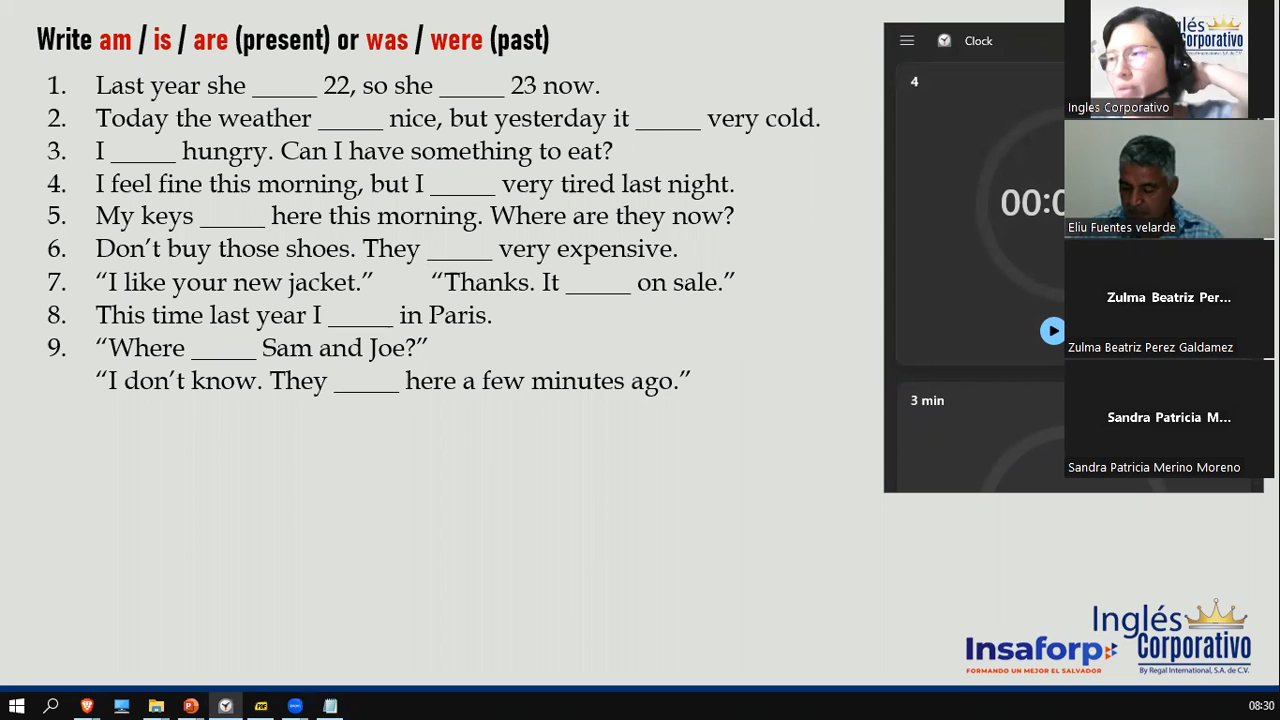 Write am / is / are (present) or was / were (past)
1. Last year she _____ 22, so she _____ 23 now.
2. Today the weather _____ nice, but yesterday it _____ very cold.
3. I _____ hungry. Can I have something to eat?
4. I feel fine this morning, but I _____ very tired last night.
5. My keys _____ here this morning. Where are they now?
6. Don’t buy those shoes. They _____ very expensive.
7. “I like your new jacket.” “Thanks. It _____ on sale.”
8. This time last year I _____ in Paris.
9. “Where _____ Sam and Joe?”
“I don’t know. They _____ here a few minutes ago.”
Clock
4
00:0
3 min
Inglés
Corporativo
Ingles Corporativo
Eliu Fuentes velarde
Zulma Beatriz Per...
Zulma Beatriz Perez Galdamez
Sandra Patricia M...
Sandra Patricia Merino Moreno
Insaforp
FORMANDO UN MEJOR EL SALVADOR
Inglés
Corporativo
By Regal International, S.A. de C.V.
08:30